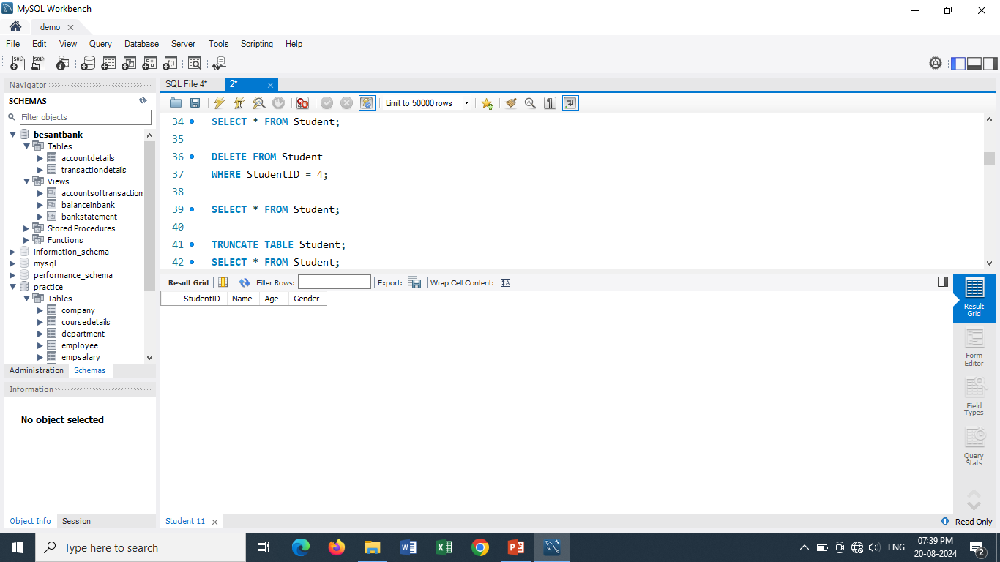 MySQL Workbench
demo
File Edit View Query Database Server Tools Scripting Help
Navigator
SCHEMAS
Filter objects
besantbank
Tables
accountdetails
transactiondetails
Views
accountsoftransactions
balanceinbank
bankstatement
Stored Procedures
Functions
information_schema
mysql
performance_schema
practice
Tables
company
coursedetails
department
employee
empsalary
Administration Schemas
Information
No object selected
Object Info Session
SQL File 4* 2*
Limit to 50000 rows
34 SELECT * FROM Student;
35
36 DELETE FROM Student
37 WHERE StudentID = 4;
38
39 SELECT * FROM Student;
40
41 TRUNCATE TABLE Student;
42 SELECT * FROM Student;
Result Grid Filter Rows: Export: Wrap Cell Content:
StudentID Name Age Gender
Result
Grid
Form
Editor
Field
Types
Query
Stats
Student 11
Read Only
Type here to search
ENG
07:39 PM
20-08-2024
2